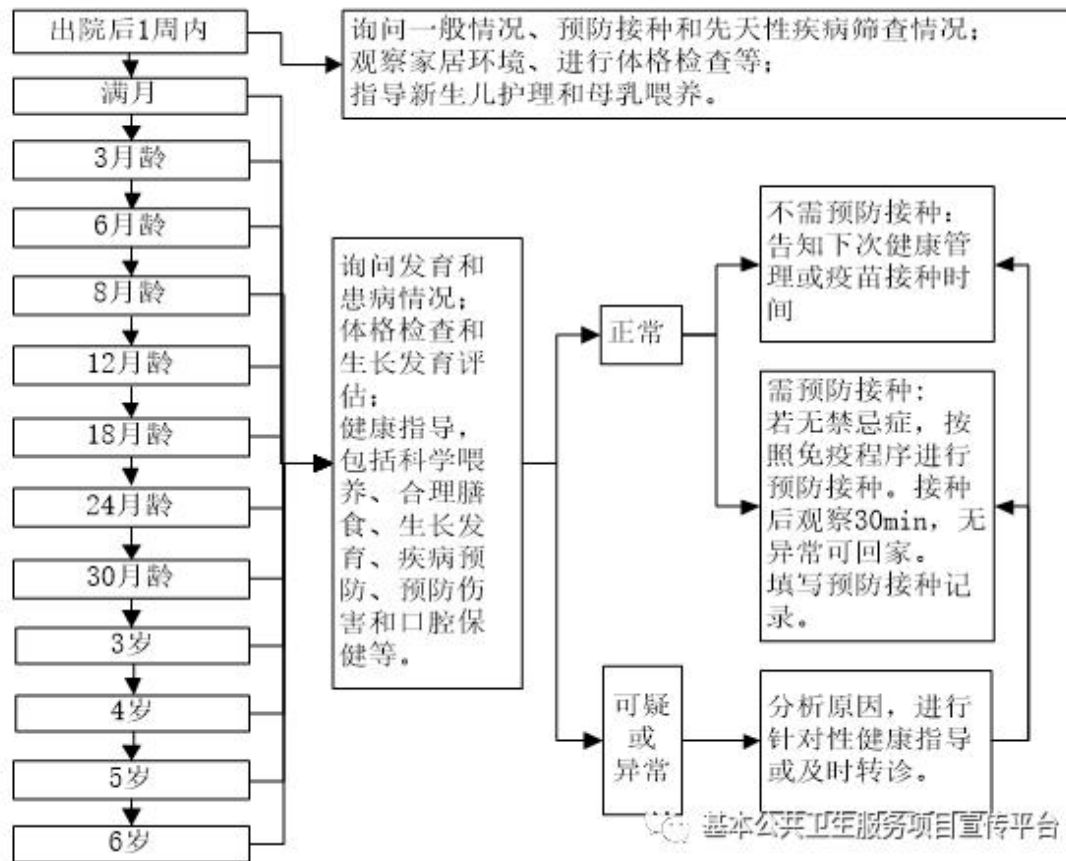 出院后1周内
询问一般情况、预防接种和先天性疾病筛查情况；
观察家居环境、进行体格检查等；
指导新生儿护理和母乳喂养。
满月
3月龄
6月龄
8月龄
12月龄
18月龄
24月龄
30月龄
3岁
4岁
5岁
6岁
询问发育和
患病情况；
体格检查和
生长发育评
估；
健康指导，
包括科学喂
养、合理膳
食、生长发
育、疾病预
防、预防伤
害和口腔保
健等。
正常
不需预防接种：
告知下次健康管
理或疫苗接种时
间
需预防接种：
若无禁忌症，按
照免疫程序进行
预防接种。接种
后观察30min，无
异常可回家。
填写预防接种记
录。
可疑
或
异常
分析原因，进行
针对性健康指导
或及时转诊。
基本公共卫生服务项目宣传平台